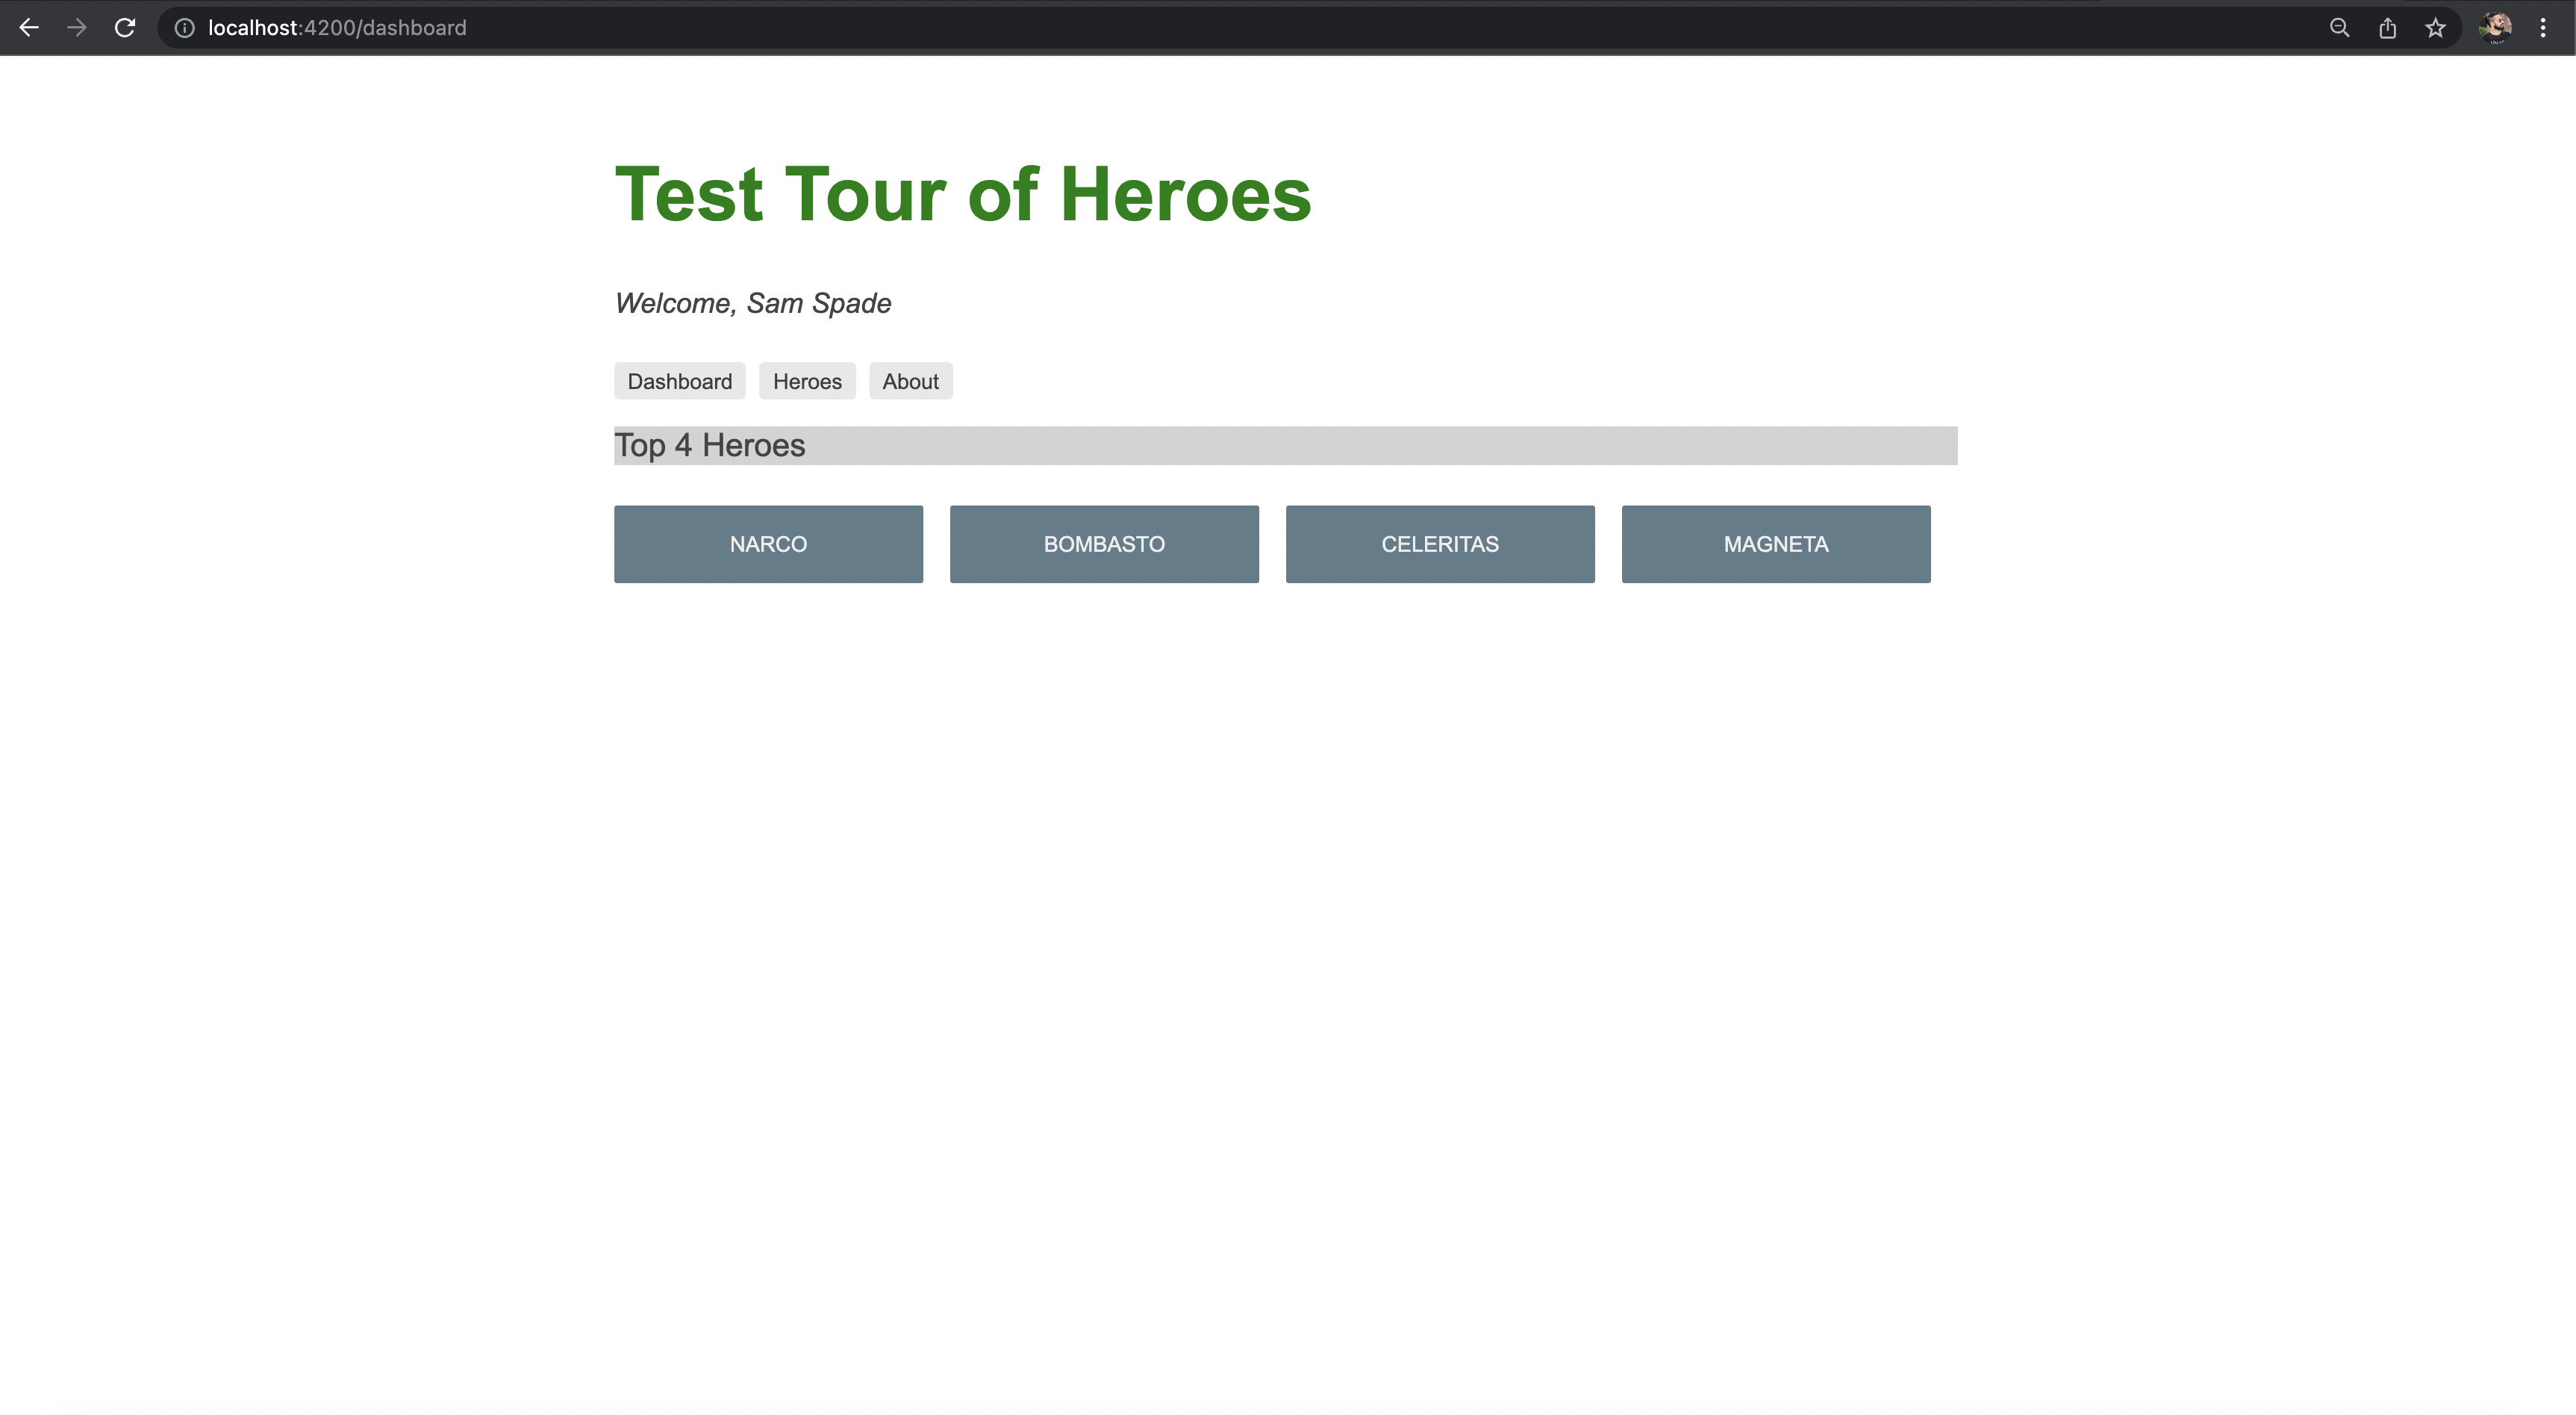 localhost:4200/dashboard
Test Tour of Heroes
Welcome, Sam Spade
Dashboard Heroes About
Top 4 Heroes
NARCO BOMBASTO CELERITAS MAGNETA